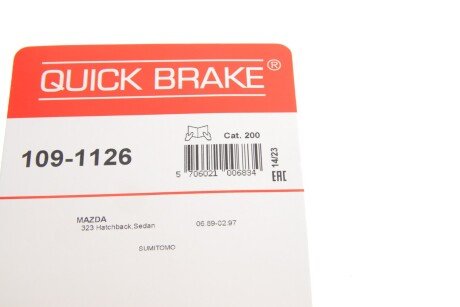 QUICK BRAKE®
Cat. 200
109-1126
5 706021 006834
14/23
EAC
MAZDA
323 Hatchback,Sedan 06.89-02.97
SUMITOMO